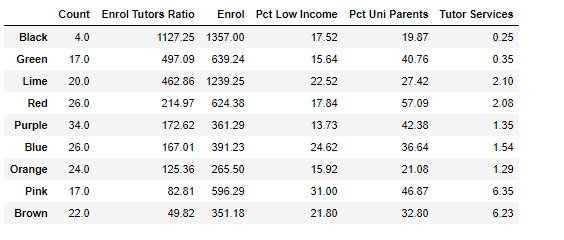 Count Enrol Tutors Ratio Enrol Pct Low Income Pct Uni Parents Tutor Services
Black 4.0 1127.25 1357.00 17.52 19.87 0.25
Green 17.0 497.09 639.24 15.64 40.76 0.35
Lime 20.0 462.86 1239.25 22.52 27.42 2.10
Red 26.0 214.97 624.38 17.84 57.09 2.08
Purple 34.0 172.62 361.29 13.73 42.38 1.35
Blue 26.0 167.01 391.23 24.62 36.64 1.54
Orange 24.0 125.36 265.50 15.92 21.08 1.29
Pink 17.0 82.81 596.29 31.00 46.87 6.35
Brown 22.0 49.82 351.18 21.80 32.80 6.23